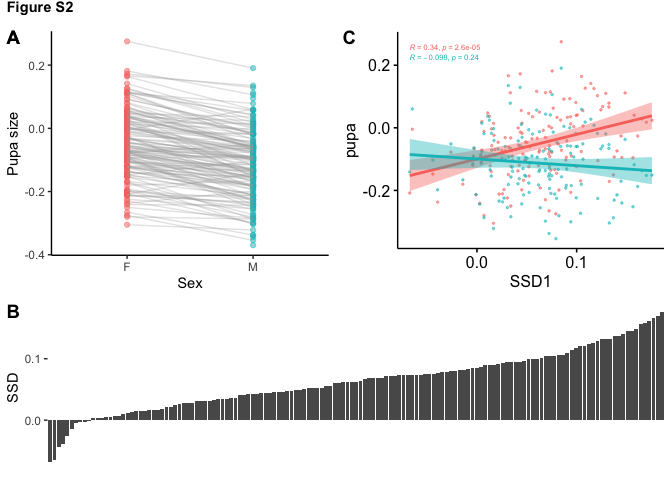 Figure S2
A
Pupa size
0.2
0.0
-0.2
-0.4
F
M
Sex
C
R = 0.34, p = 2.6e-05
R = −0.098, p = 0.24
pupa
0.2
0.0
-0.2
0.0
0.1
SSD1
B
SSD
0.1
0.0